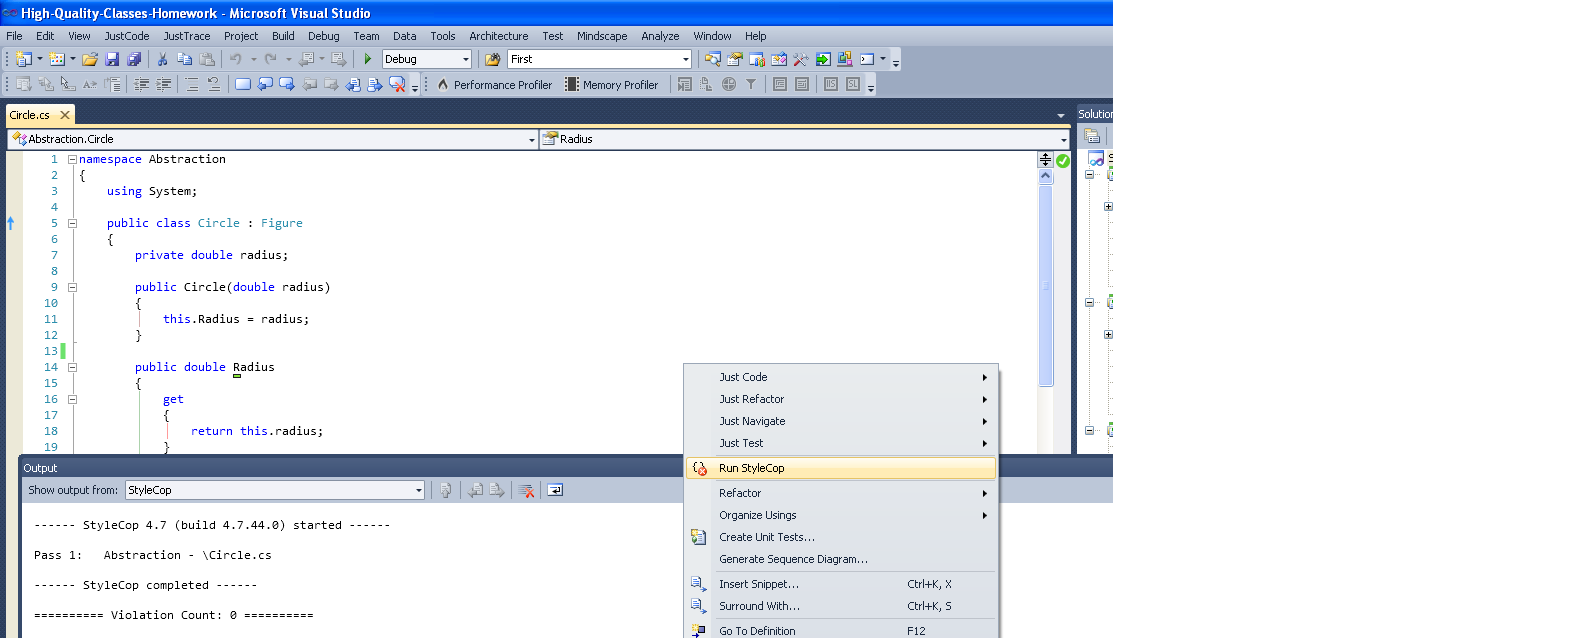 High-Quality-Classes-Homework - Microsoft Visual Studio
File Edit View JustCode JustTrace Project Build Debug Team Data Tools Architecture Test Mindscape Analyze Window Help
Debug First
Performance Profiler Memory Profiler
Circle.cs Solution
Abstraction.Circle Radius
1 namespace Abstraction
2 {
3 using System;
4
5 public class Circle : Figure
6 {
7 private double radius;
8
9 public Circle(double radius)
10 {
11 this.Radius = radius;
12 }
13
14 public double Radius
15 {
16 get
17 {
18 return this.radius;
19 }
Just Code
Just Refactor
Just Navigate
Just Test
Run StyleCop
Refactor
Organize Usings
Create Unit Tests...
Generate Sequence Diagram...
Insert Snippet... Ctrl+K, X
Surround With... Ctrl+K, S
Go To Definition F12
Output
Show output from: StyleCop
------ StyleCop 4.7 (build 4.7.44.0) started ------
Pass 1: Abstraction - \Circle.cs
------ StyleCop completed ------
========== Violation Count: 0 ==========